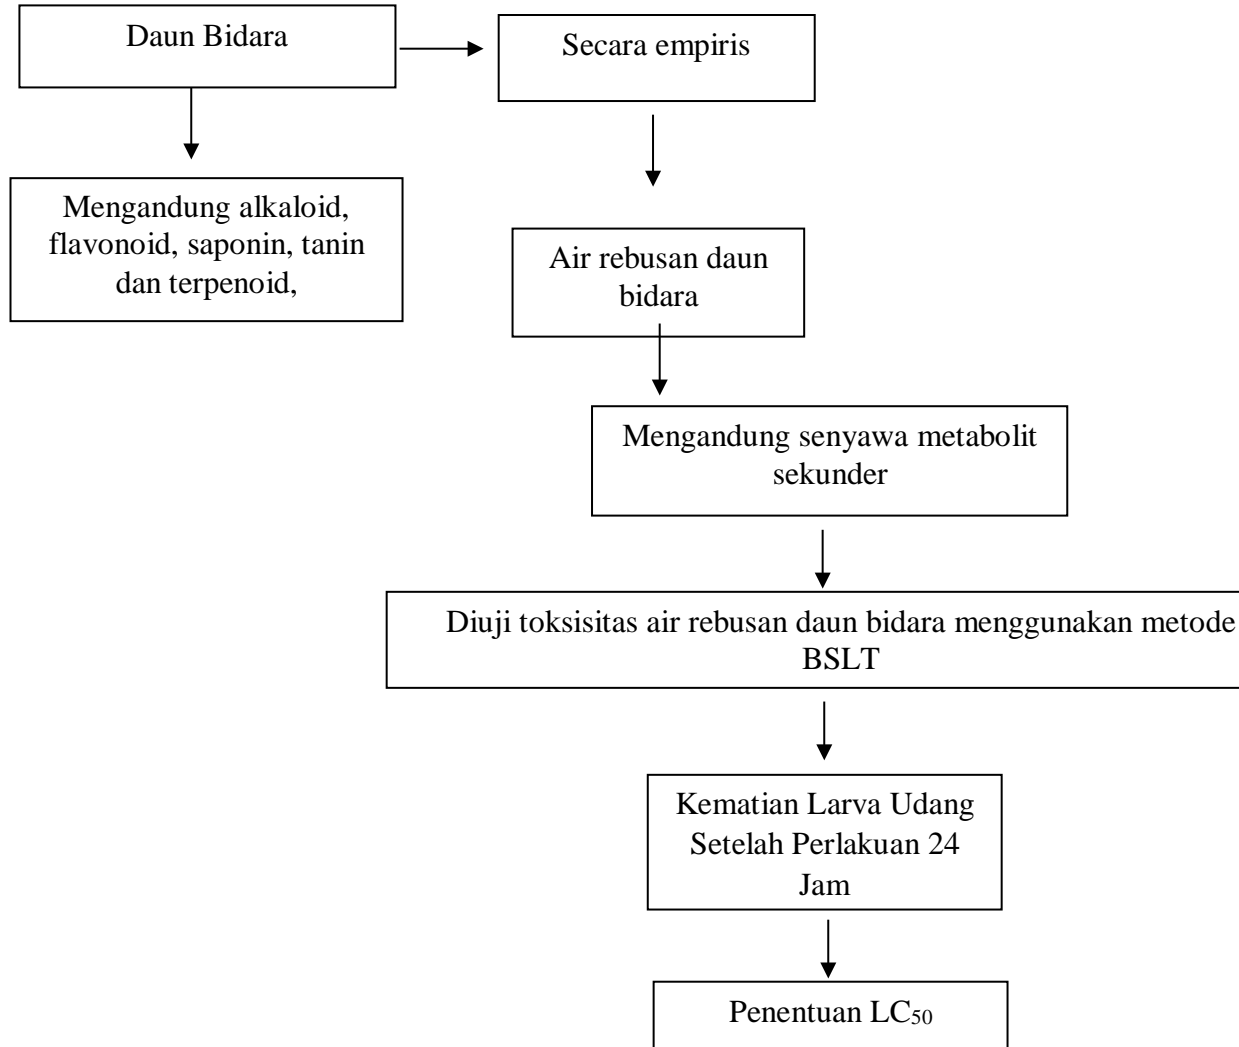 Daun Bidara
Secara empiris
Mengandung alkaloid,
flavonoid, saponin, tanin
dan terpenoid,
Air rebusan daun
bidara
Mengandung senyawa metabolit
sekunder
Diuji toksisitas air rebusan daun bidara menggunakan metode
BSLT
Kematian Larva Udang
Setelah Perlakuan 24
Jam
Penentuan LC₅₀